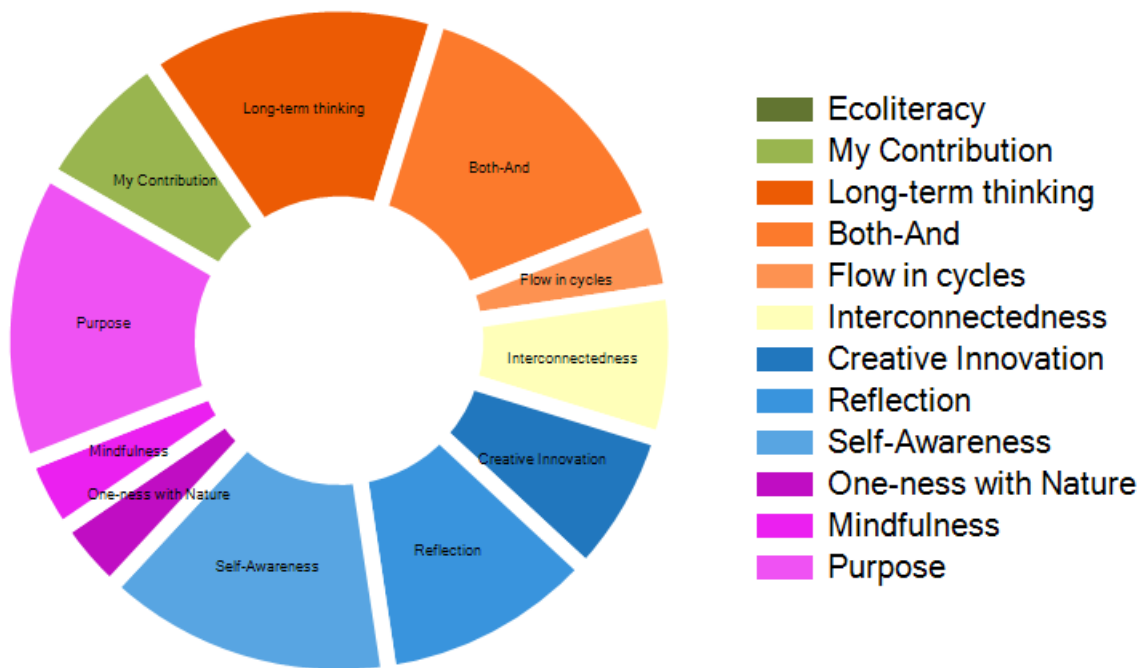 Long-term thinking
Both-And
My Contribution
Flow in cycles
Purpose
Interconnectedness
Mindfulness
Creative Innovation
One-ness with Nature
Reflection
Self-Awareness
Ecoliteracy
My Contribution
Long-term thinking
Both-And
Flow in cycles
Interconnectedness
Creative Innovation
Reflection
Self-Awareness
One-ness with Nature
Mindfulness
Purpose